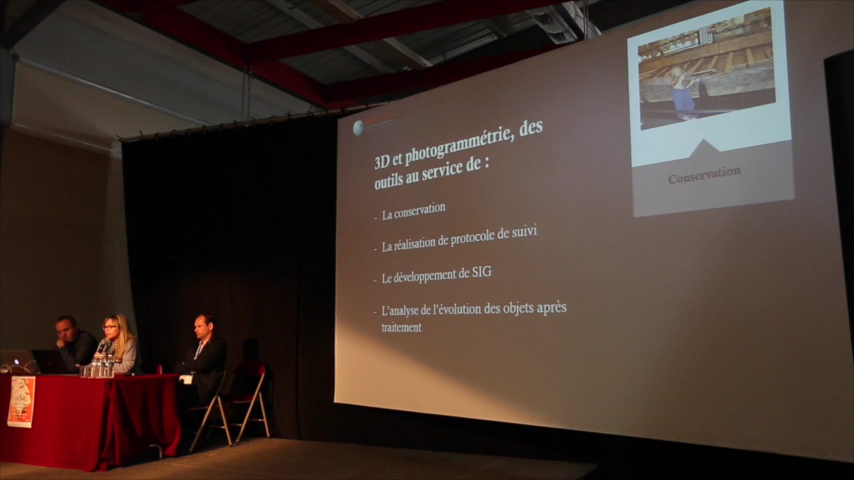 3D et photogrammétrie, des
outils au service de :
- La conservation
- La réalisation de protocole de suivi
- Le développement de SIG
- L'analyse de l'évolution des objets après
traitement
Conservation